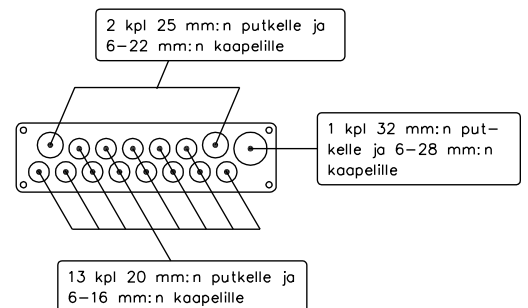 2 kpl 25 mm:n putkelle ja
6–22 mm:n kaapelille
1 kpl 32 mm:n put–
kelle ja 6–28 mm:n
kaapelille
13 kpl 20 mm:n putkelle ja
6–16 mm:n kaapelille